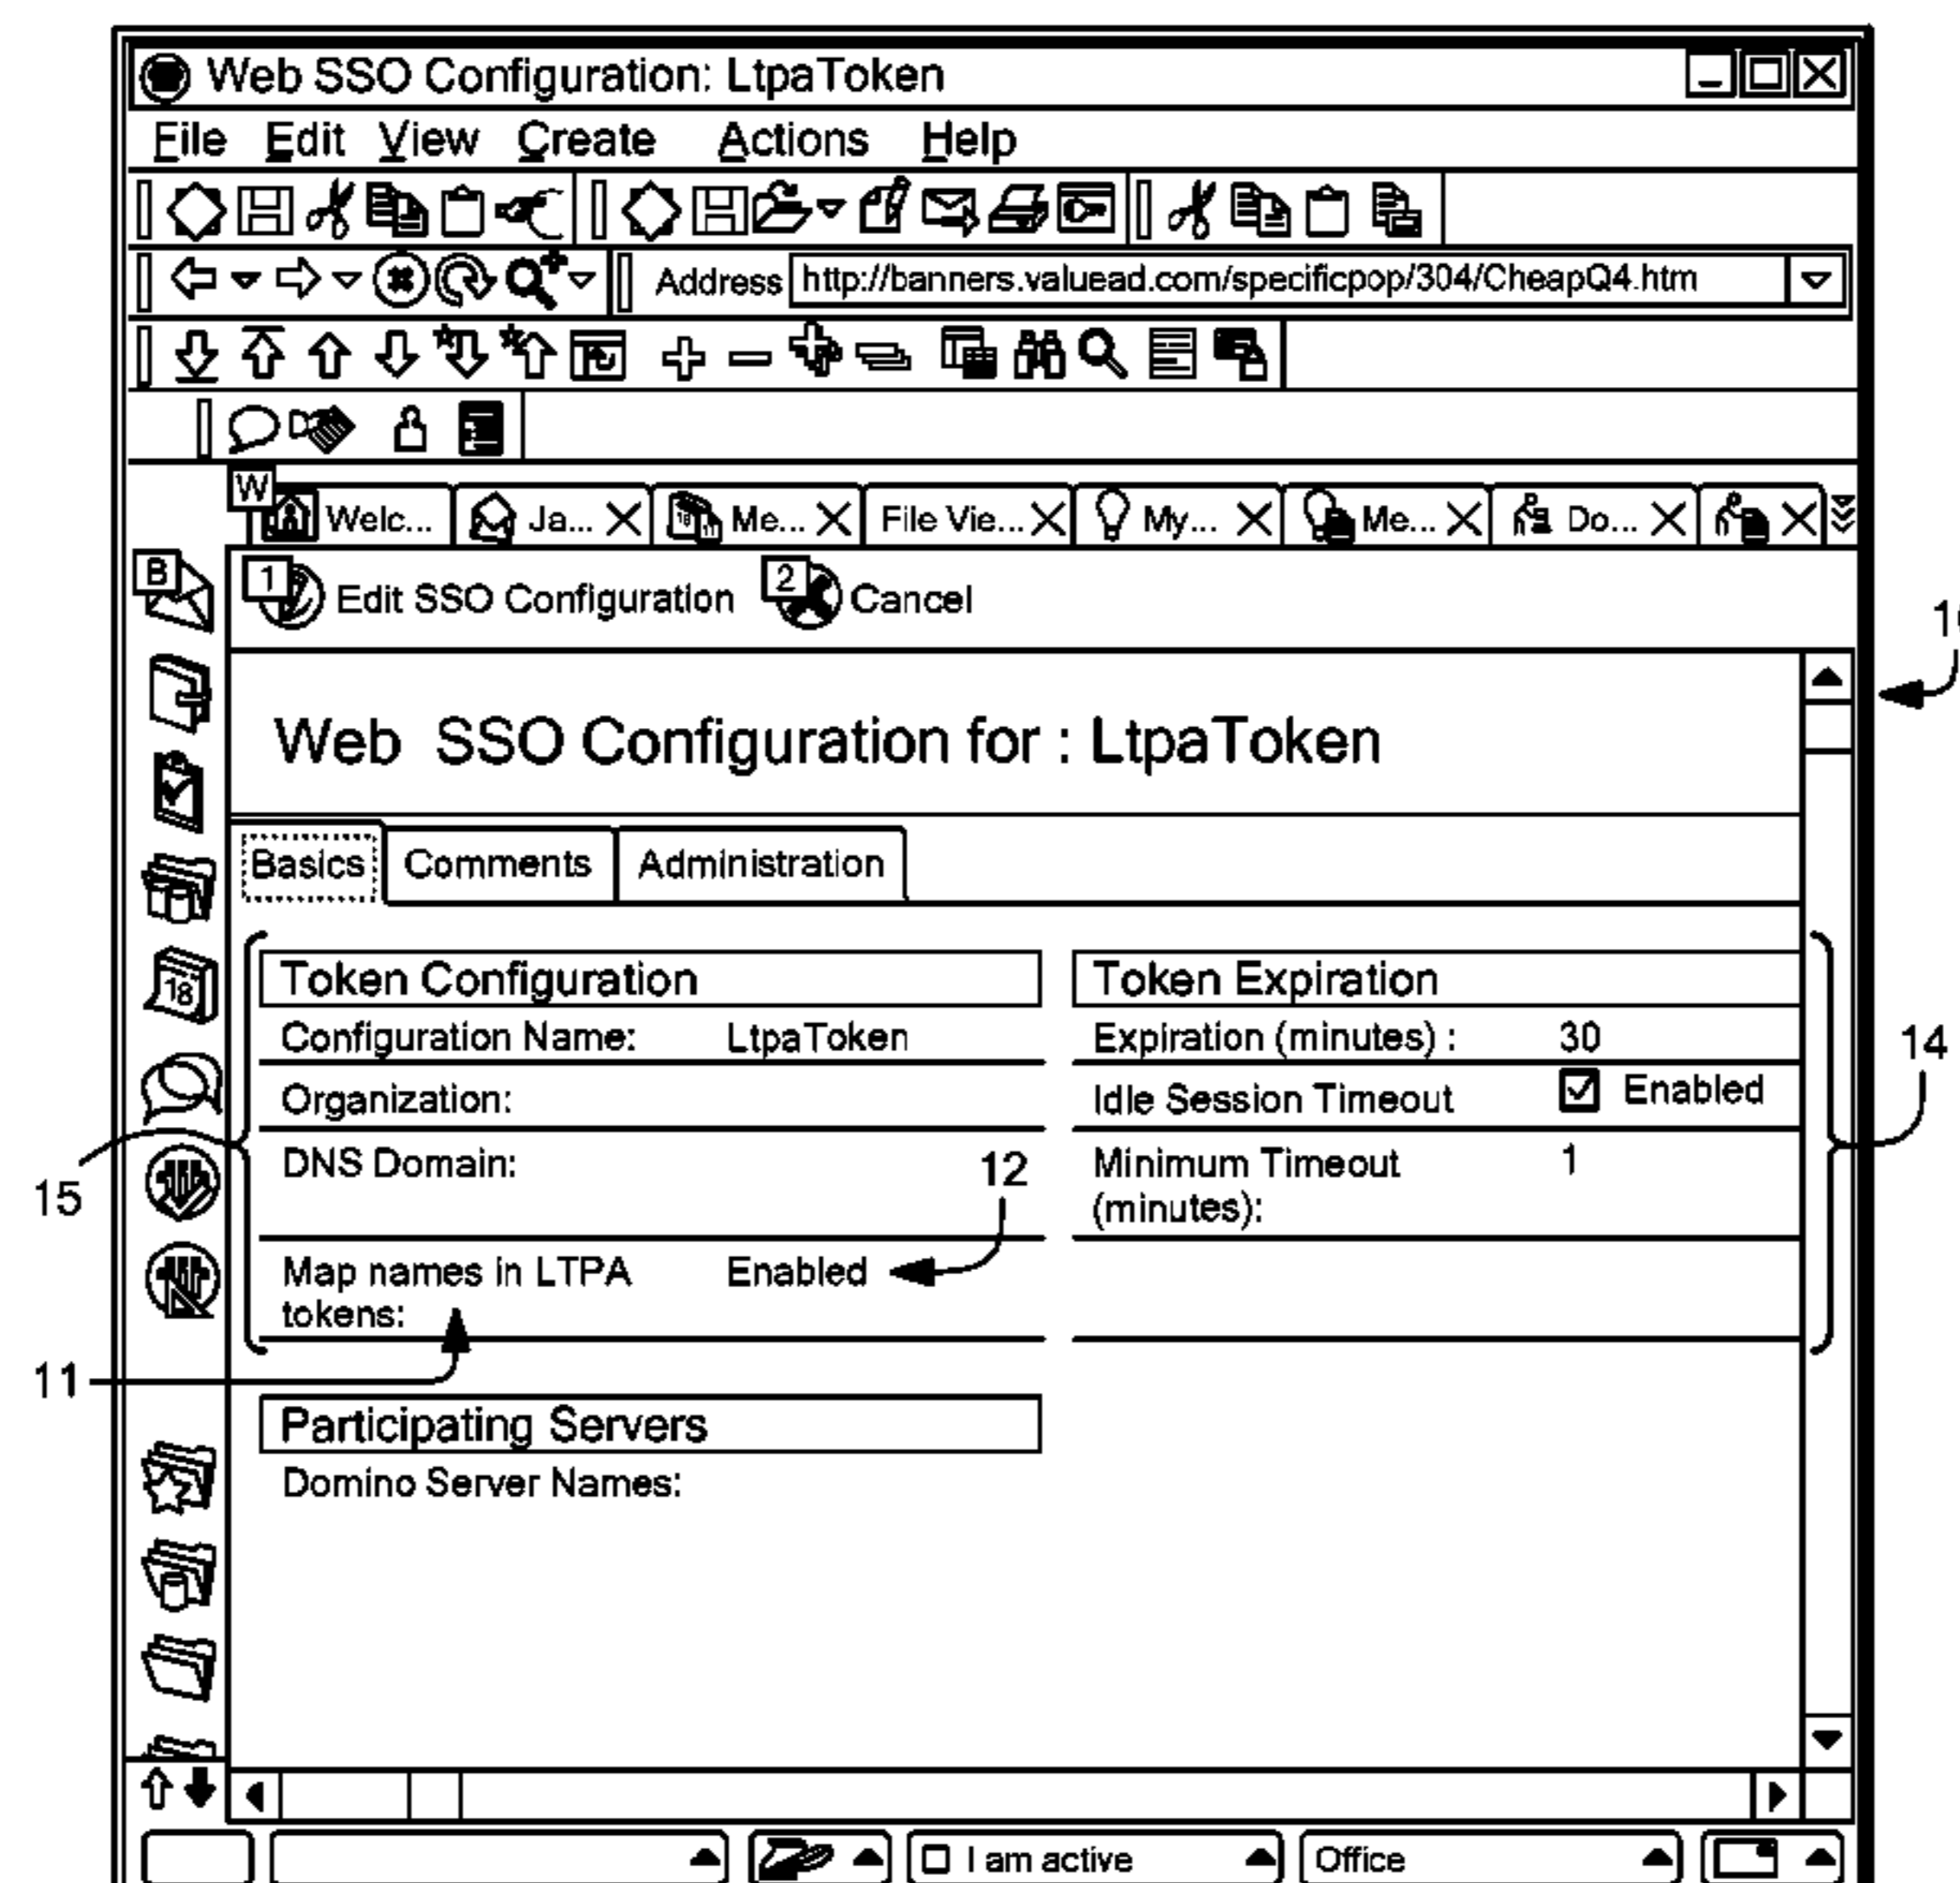 Web SSO Configuration: LtpaToken
File Edit View Create Actions Help
Address http://banners.valuead.com/specificpop/304/CheapQ4.htm
W
Welc... Ja... Me... File Vie... My... Me... Do...
B
1 Edit SSO Configuration 2 Cancel
Web SSO Configuration for : LtpaToken
Basics Comments Administration
Token Configuration Token Expiration
Configuration Name: LtpaToken Expiration (minutes) : 30
14
Organization: Idle Session Timeout Enabled
DNS Domain: 12 Minimum Timeout (minutes): 1
15
Map names in LTPA tokens: Enabled
11
Participating Servers
Domino Server Names:
18
I am active Office